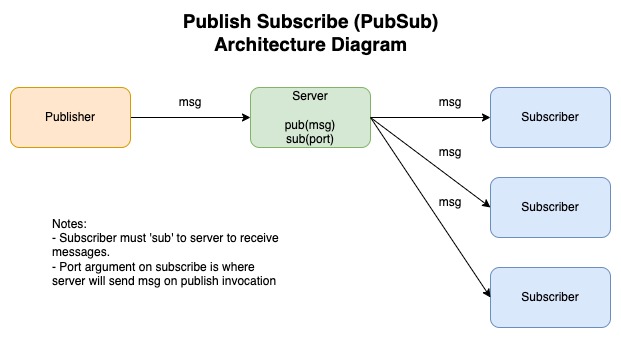 Publish Subscribe (PubSub)
Architecture Diagram
Publisher
msg
Server
pub(msg)
sub(port)
msg
Subscriber
msg
Subscriber
msg
Subscriber
Notes:
- Subscriber must 'sub' to server to receive
messages.
- Port argument on subscribe is where
server will send msg on publish invocation